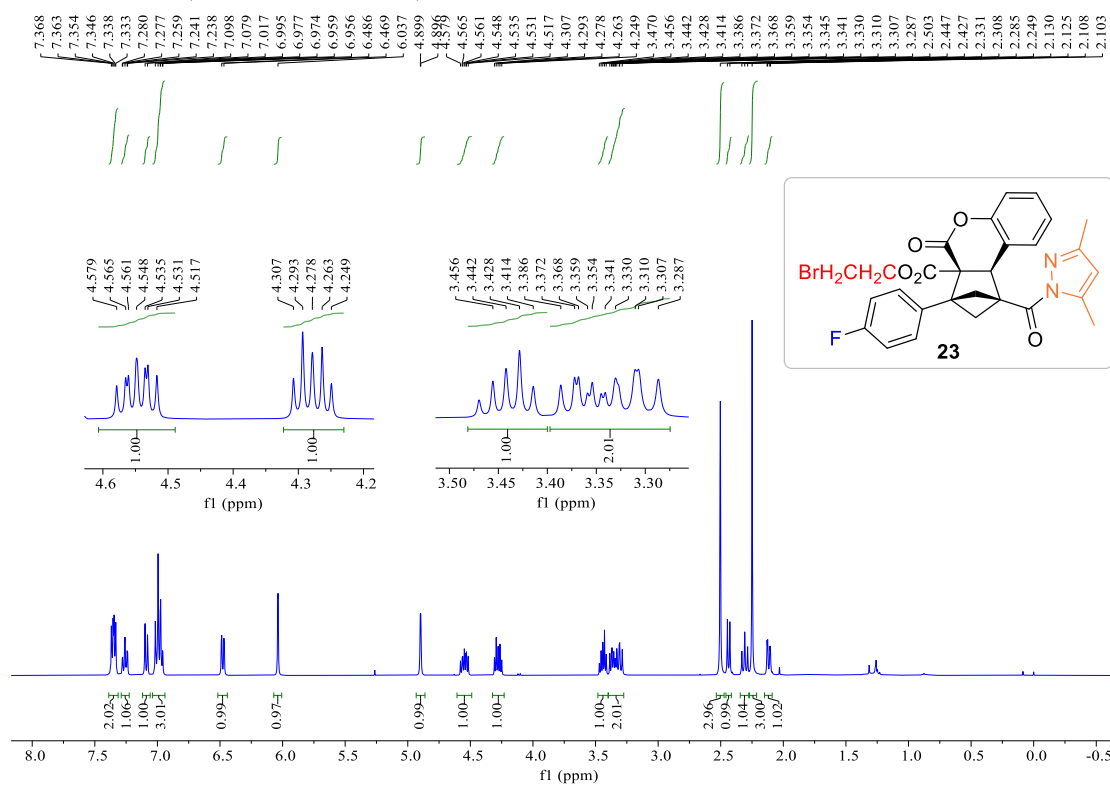 7.368 7.363 7.354 7.346 7.338 7.333 7.280 7.277 7.259 7.241 7.238 7.098 7.079 7.017 6.995 6.977 6.974 6.959 6.956 6.486 6.469 6.037 4.899 4.896 4.579 4.565 4.561 4.548 4.535 4.531 4.517 4.307 4.293 4.278 4.263 4.249 3.470 3.456 3.442 3.428 3.414 3.386 3.372 3.368 3.359 3.354 3.345 3.341 3.330 3.310 3.307 3.287 2.503 2.447 2.427 2.331 2.308 2.285 2.249 2.130 2.125 2.108 2.103
4.579 4.565 4.561 4.548 4.535 4.531 4.517
4.307 4.293 4.278 4.263 4.249
3.456 3.442 3.428 3.414 3.386 3.372 3.368 3.359 3.354 3.341 3.330 3.310 3.307 3.287
1.00 1.00
4.6 4.5 4.4 4.3 4.2
f1 (ppm)
1.00 2.01
3.50 3.45 3.40 3.35 3.30
f1 (ppm)
O
O
BrH2CH2CO2C
N
N
O
F
23
2.02 1.06 1.00 3.01 0.99 0.97 0.99 1.00 1.00 1.00 2.01 2.96 0.99 1.04 3.00 1.02
8.0 7.5 7.0 6.5 6.0 5.5 5.0 4.5 4.0 3.5 3.0 2.5 2.0 1.5 1.0 0.5 0.0 -0.5
f1 (ppm)